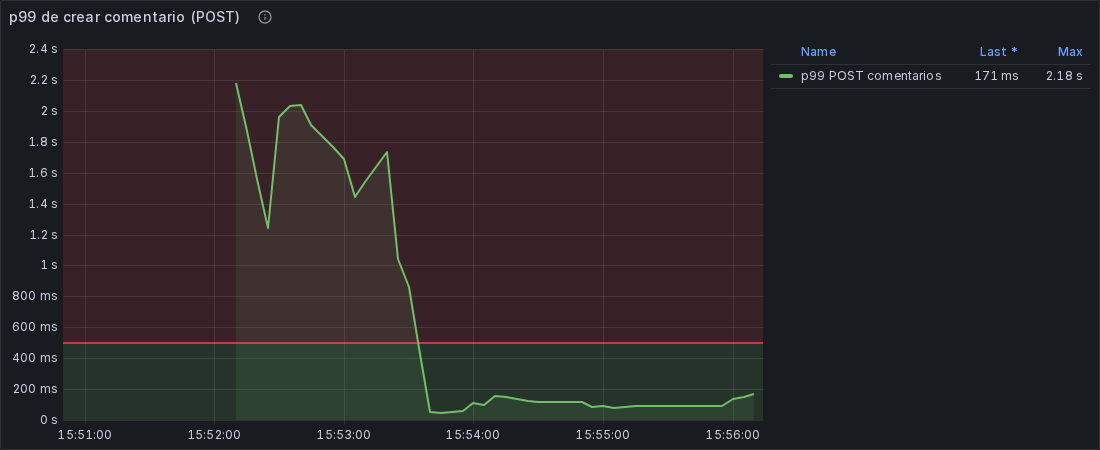 p99 de crear comentario (POST)
Name Last * Max
p99 POST comentarios 171 ms 2.18 s
2.4 s
2.2 s
2 s
1.8 s
1.6 s
1.4 s
1.2 s
1 s
800 ms
600 ms
400 ms
200 ms
0 s
15:51:00 15:52:00 15:53:00 15:54:00 15:55:00 15:56:00